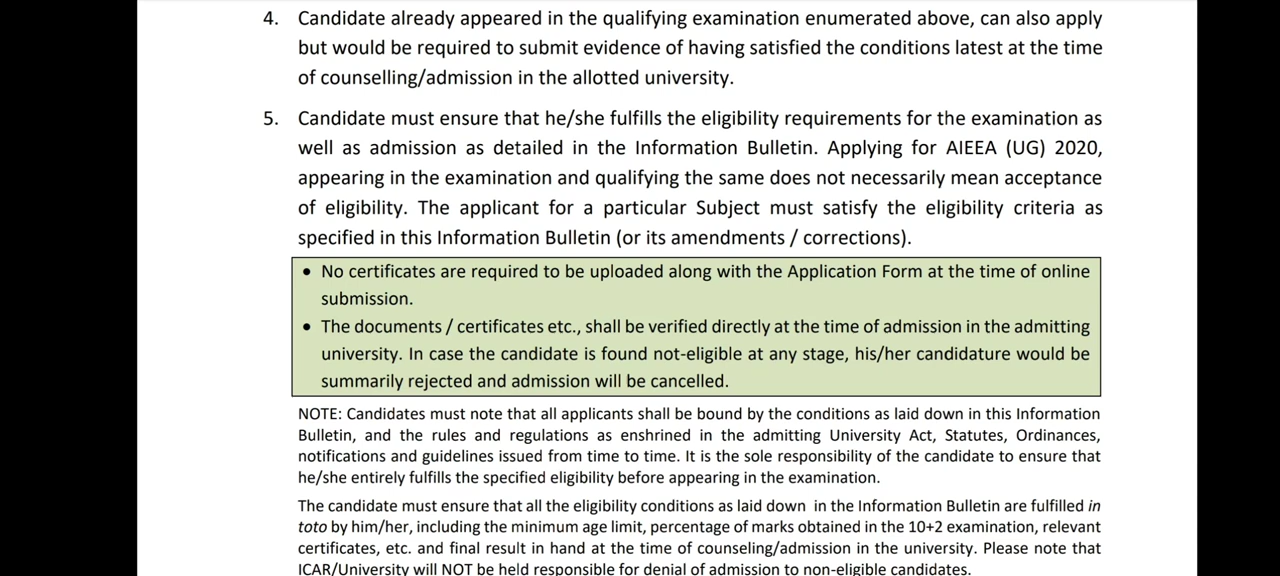 4. Candidate already appeared in the qualifying examination enumerated above, can also apply
but would be required to submit evidence of having satisfied the conditions latest at the time
of counselling/admission in the allotted university.
5. Candidate must ensure that he/she fulfills the eligibility requirements for the examination as
well as admission as detailed in the Information Bulletin. Applying for AIEEA (UG) 2020,
appearing in the examination and qualifying the same does not necessarily mean acceptance
of eligibility. The applicant for a particular Subject must satisfy the eligibility criteria as
specified in this Information Bulletin (or its amendments / corrections).
• No certificates are required to be uploaded along with the Application Form at the time of online
submission.
• The documents / certificates etc., shall be verified directly at the time of admission in the admitting
university. In case the candidate is found not-eligible at any stage, his/her candidature would be
summarily rejected and admission will be cancelled.
NOTE: Candidates must note that all applicants shall be bound by the conditions as laid down in this Information
Bulletin, and the rules and regulations as enshrined in the admitting University Act, Statutes, Ordinances,
notifications and guidelines issued from time to time. It is the sole responsibility of the candidate to ensure that
he/she entirely fulfills the specified eligibility before appearing in the examination.
The candidate must ensure that all the eligibility conditions as laid down in the Information Bulletin are fulfilled in
toto by him/her, including the minimum age limit, percentage of marks obtained in the 10+2 examination, relevant
certificates, etc. and final result in hand at the time of counseling/admission in the university. Please note that
ICAR/University will NOT be held responsible for denial of admission to non-eligible candidates.